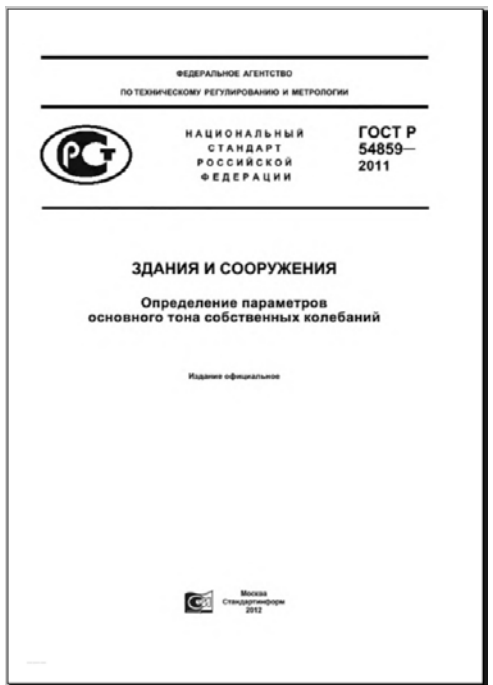 ФЕДЕРАЛЬНОЕ АГЕНТСТВО
ПО ТЕХНИЧЕСКОМУ РЕГУЛИРОВАНИЮ И МЕТРОЛОГИИ
РСТ
НАЦИОНАЛЬНЫЙ
СТАНДАРТ
РОССИЙСКОЙ
ФЕДЕРАЦИИ
ГОСТ Р
54859—
2011
ЗДАНИЯ И СООРУЖЕНИЯ
Определение параметров
основного тона собственных колебаний
Издание официальное
Москва
Стандартинформ
2012